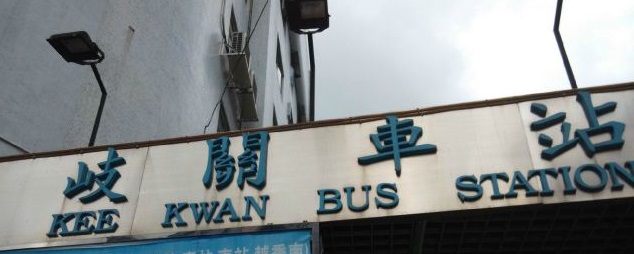 岐關車站
KEE KWAN BUS STATION